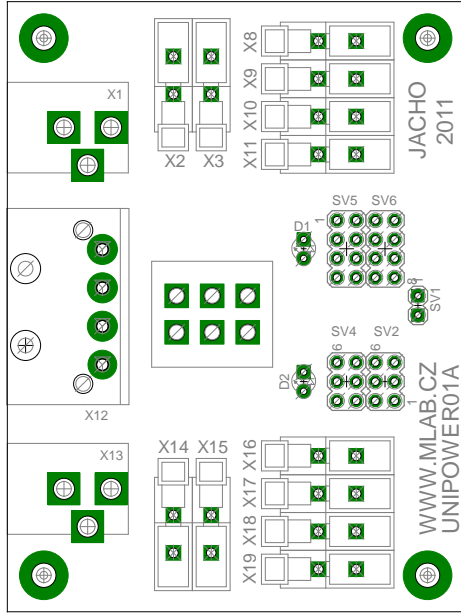 X1
X2
X3
X8
X9
X10
X11
JACHO
2011
SV5
SV6
1
D1
8
1
SV1
SV4
SV2
6
6
D2
1
X12
X13
X14
X15
X16
X17
X18
X19
WWW.MLAB.CZ
UNIPOWER01A